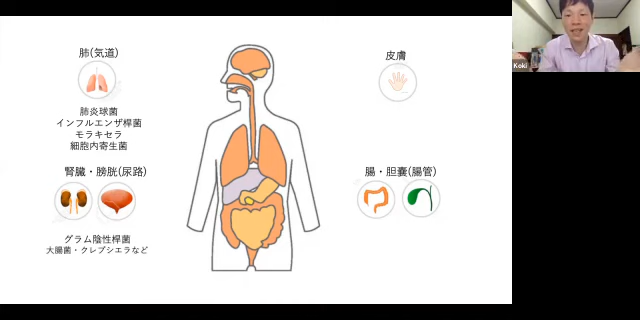 肺(気道)
肺炎球菌
インフルエンザ桿菌
モラキセラ
細胞内寄生菌
腎臓・膀胱(尿路)
グラム陰性桿菌
大腸菌・クレブシエラなど
皮膚
腸・胆嚢(腸管)
Koki